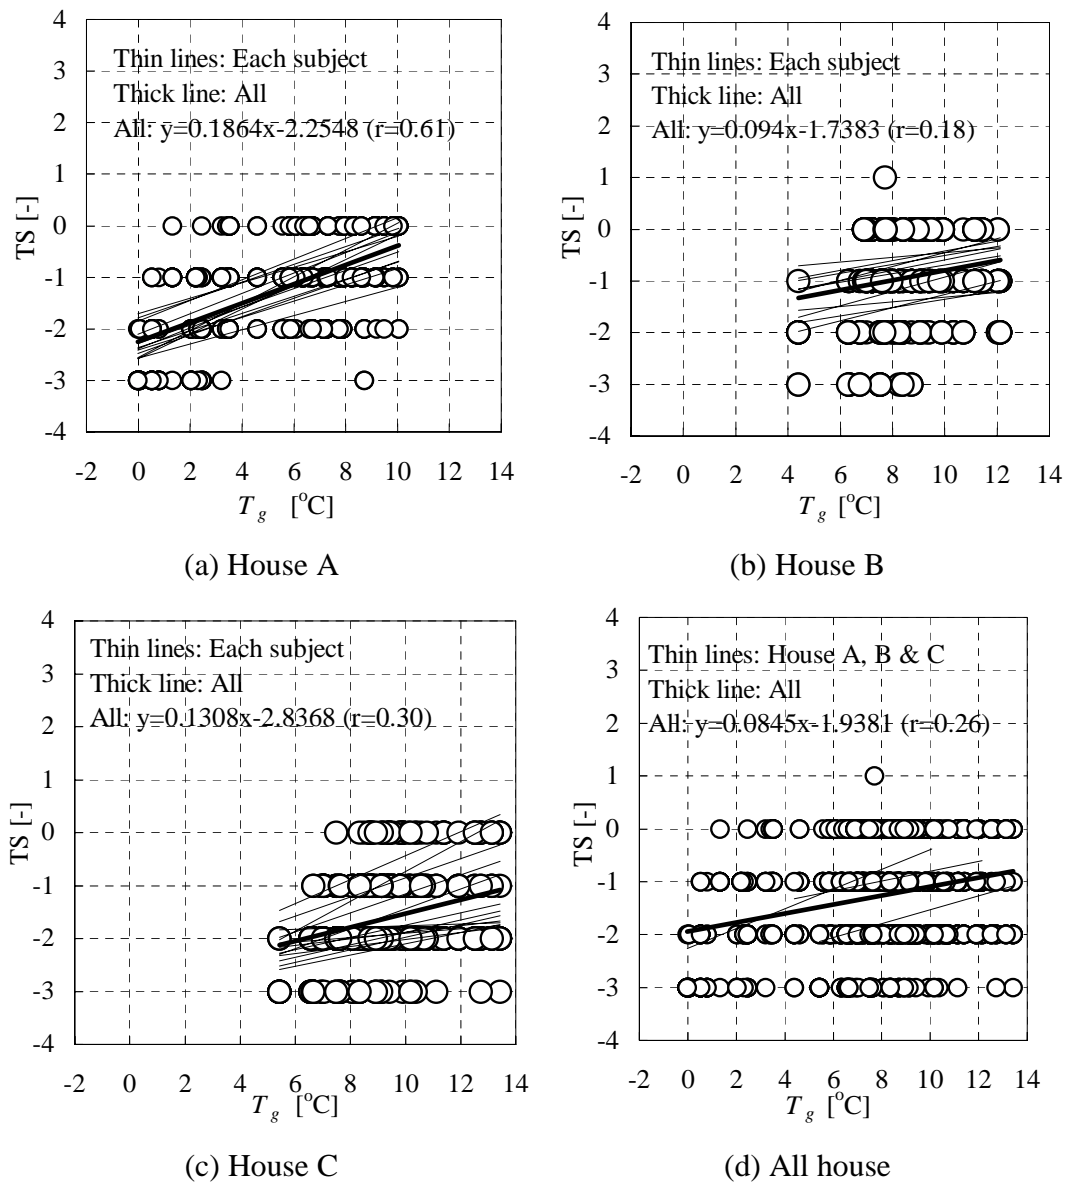 4
3
2
1
0
-1
-2
-3
-4
TS [-]
Thin lines: Each subject
Thick line: All
All: y=0.1864x-2.2548 (r=0.61)
-2 0 2 4 6 8 10 12 14
T g [°C]
(a) House A
4
3
2
1
0
-1
-2
-3
-4
TS [-]
Thin lines: Each subject
Thick line: All
All: y=0.094x-1.7383 (r=0.18)
-2 0 2 4 6 8 10 12 14
T g [°C]
(b) House B
4
3
2
1
0
-1
-2
-3
-4
TS [-]
Thin lines: Each subject
Thick line: All
All: y=0.1308x-2.8368 (r=0.30)
-2 0 2 4 6 8 10 12 14
T g [°C]
(c) House C
4
3
2
1
0
-1
-2
-3
-4
TS [-]
Thin lines: House A, B & C
Thick line: All
All: y=0.0845x-1.9381 (r=0.26)
-2 0 2 4 6 8 10 12 14
T g [°C]
(d) All house